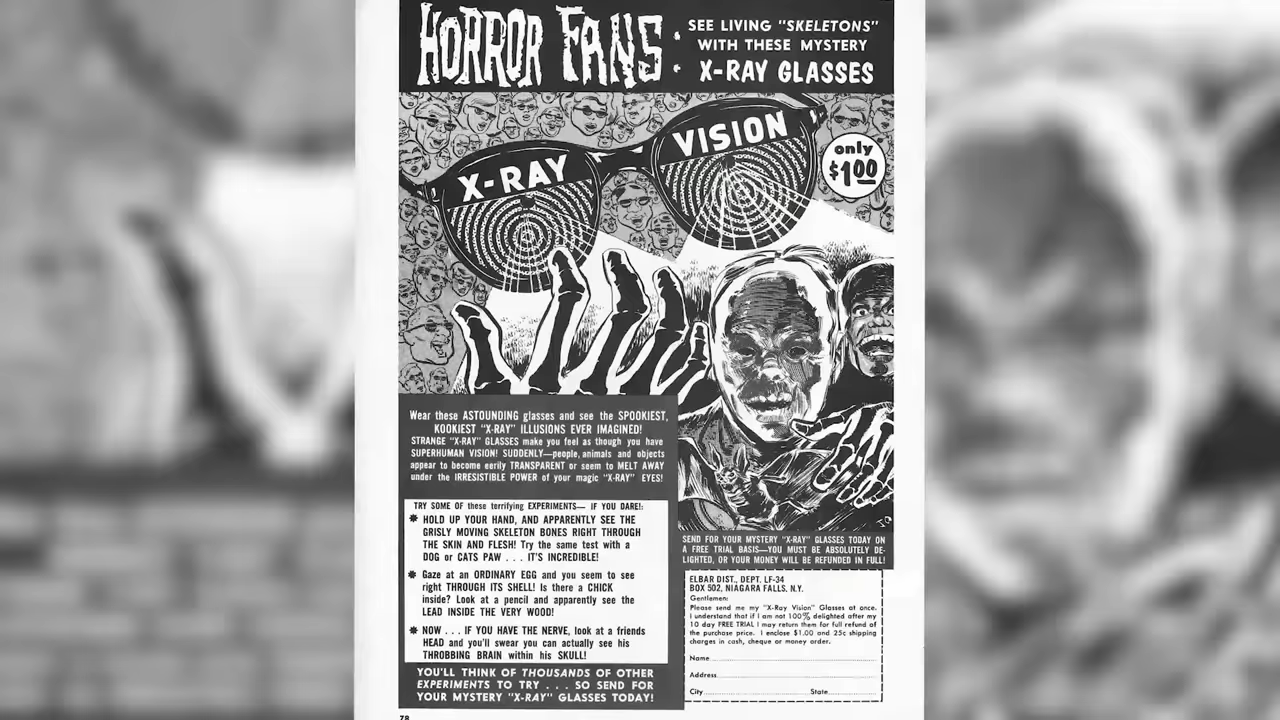 HORROR FANS:
SEE LIVING "SKELETONS"
WITH THESE MYSTERY
X-RAY GLASSES
X-RAY
VISION
only
$1.00
Wear these ASTOUNDING glasses and see the SPOOKIEST,
KOOKIEST "X-RAY" ILLUSIONS EVER IMAGINED!
STRANGE "X-RAY" GLASSES make you feel as though you have
SUPERHUMAN VISION! SUDDENLY—people, animals and objects
appear to become eerily TRANSPARENT or seem to MELT AWAY
under the IRRESISTIBLE POWER of your magic "X-RAY" EYES!
TRY SOME OF these terrifying EXPERIMENTS— IF YOU DARE!:
* HOLD UP YOUR HAND, AND APPARENTLY SEE THE
GRISLY MOVING SKELETON BONES RIGHT THROUGH
THE SKIN AND FLESH! Try the same test with a
DOG or CATS PAW . . . IT'S INCREDIBLE!
* Gaze at an ORDINARY EGG and you seem to see
right THROUGH ITS SHELL! Is there a CHICK
inside? Look at a pencil and apparently see the
LEAD INSIDE THE VERY WOOD!
* NOW . . . IF YOU HAVE THE NERVE, look at a friends
HEAD and you'll swear you can actually see his
THROBBING BRAIN within his SKULL!
YOU'LL THINK OF THOUSANDS OF OTHER
EXPERIMENTS TO TRY . . . SO SEND FOR
YOUR MYSTERY "X-RAY" GLASSES TODAY!
JO
SEND FOR YOUR MYSTERY "X-RAY" GLASSES TODAY ON
A FREE TRIAL BASIS—YOU MUST BE ABSOLUTELY DE-
LIGHTED, OR YOUR MONEY WILL BE REFUNDED IN FULL!
ELBAR DIST., DEPT. LF-34
BOX 502, NIAGARA FALLS, N.Y.
Gentlemen:
Please send me my "X-Ray Vision" Glasses at once.
I understand that if I am not 100% delighted after my
10 day FREE TRIAL I may return them for full refund of
the purchase price. I enclose $1.00 and 25c shipping
charges in cash, cheque or money order.
Name
Address
City State
78